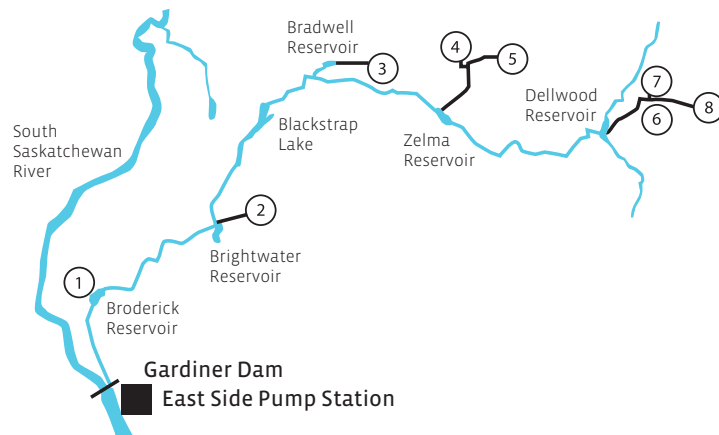 Bradwell
Reservoir
3
4
5
Dellwood
Reservoir
7
6
8
South
Saskatchewan
River
Blackstrap
Lake
Zelma
Reservoir
2
Brightwater
Reservoir
1
Broderick
Reservoir
Gardiner Dam
East Side Pump Station